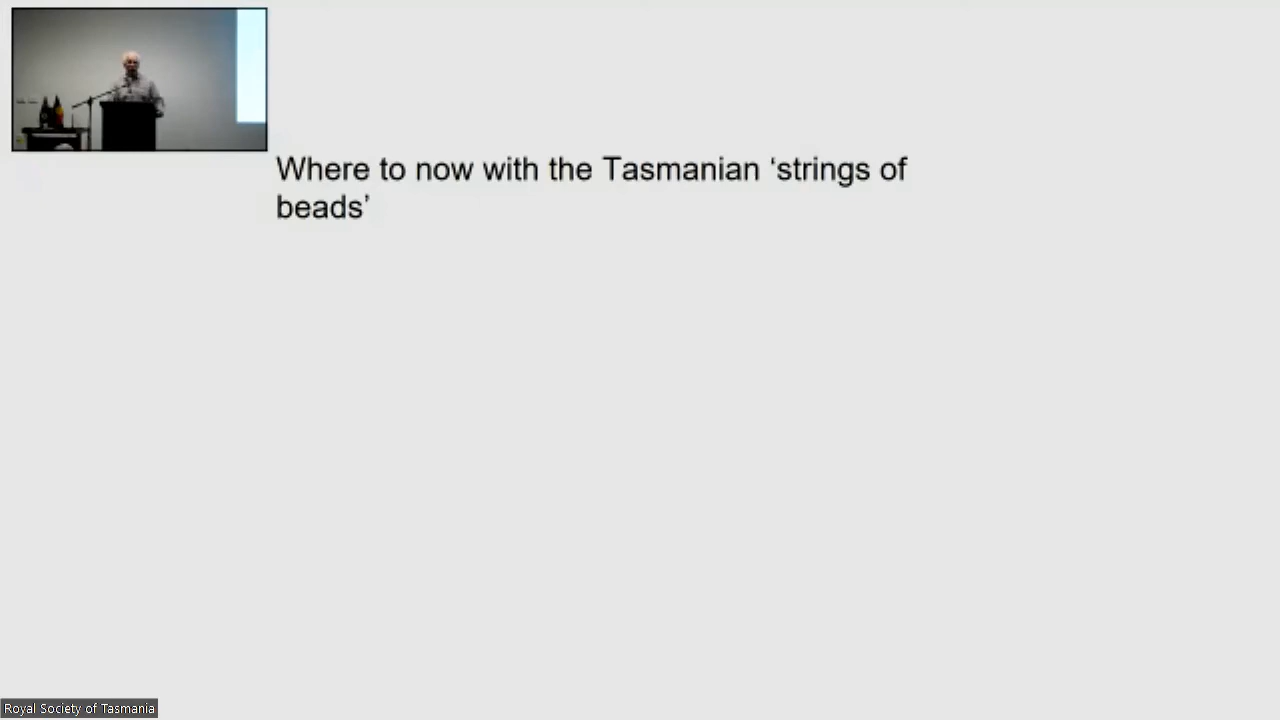 Where to now with the Tasmanian ‘strings of
beads’
Royal Society of Tasmania